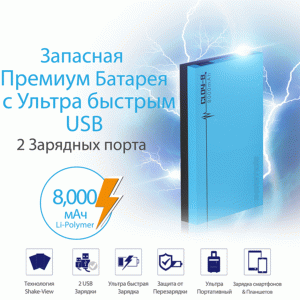 Запасная
Премиум Батарея
с Ультра быстрым
USB
2 Зарядных порта
8,000
мАч
Li-Polymer
Технология
Shake-View
2 USB
Зарядки
Ультра быстрая
Зарядка
Защита от
Перезарядки
Ультра
Портативный
Зарядка смартфонов
& Планшетов